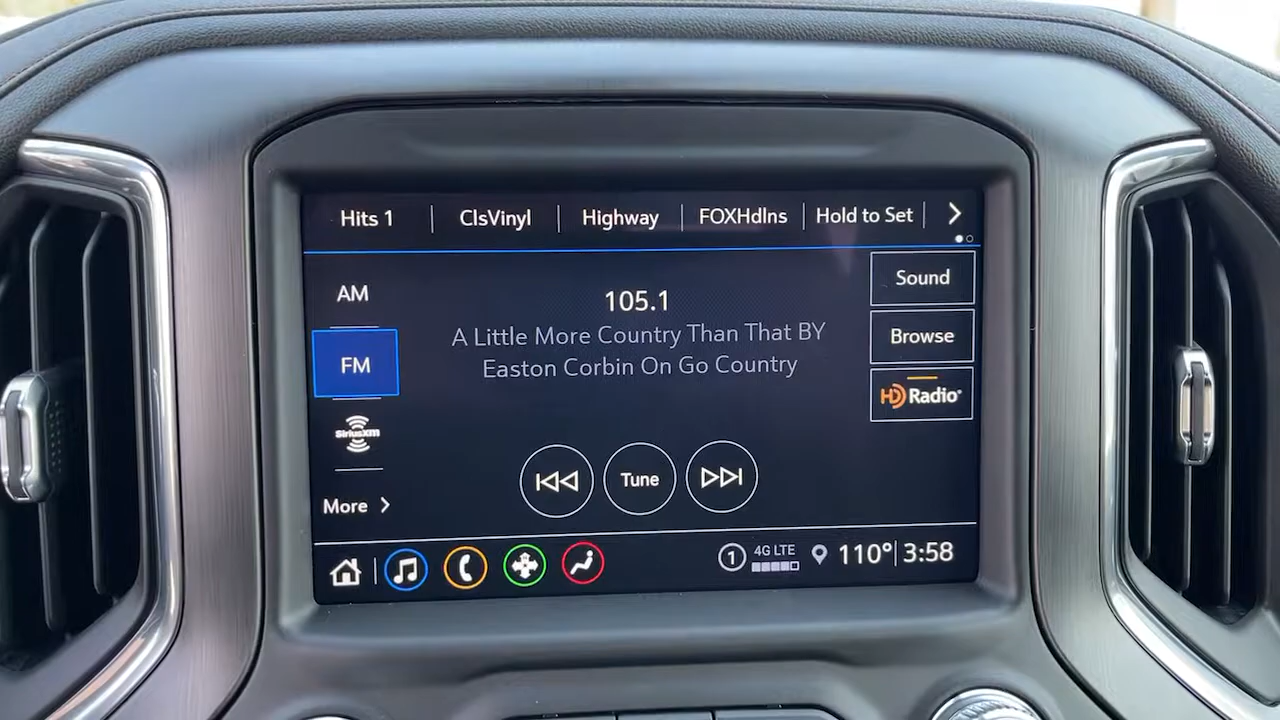 Hits 1
ClsVinyl
Highway
FOXHdlns
Hold to Set
AM
FM
siriusxm
More
105.1
A Little More Country Than That BY
Easton Corbin On Go Country
Sound
Browse
HD Radio
Tune
1
4G LTE
110°
3:58